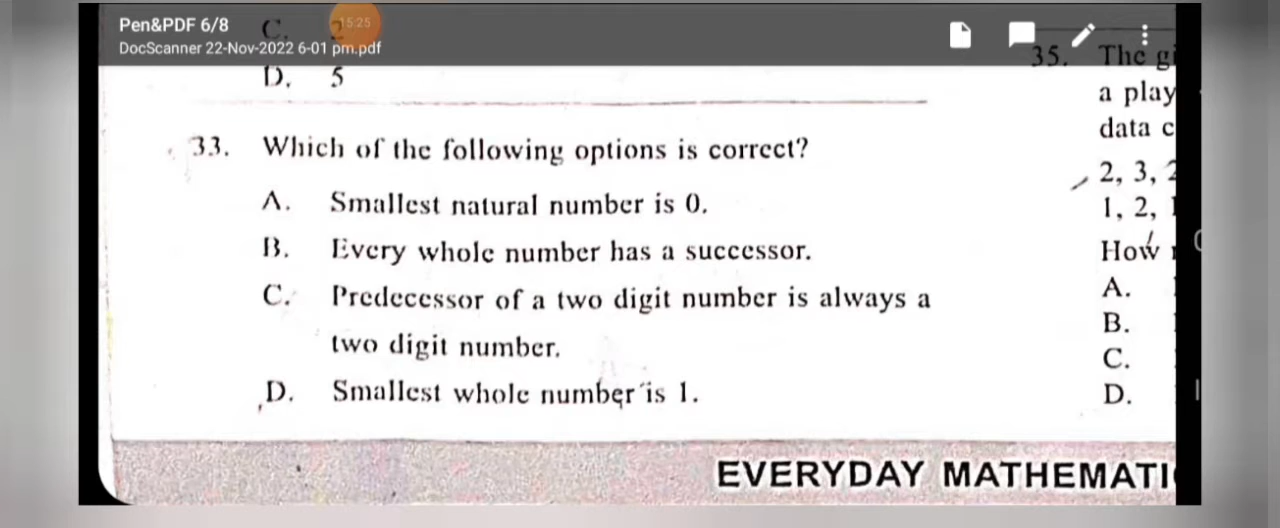 Pen&PDF 6/8
DocScanner 22-Nov-2022 6-01 pm.pdf
15:25
C. 2
D. 5
33. Which of the following options is correct?
A. Smallest natural number is 0.
B. Every whole number has a successor.
C. Predecessor of a two digit number is always a
two digit number.
D. Smallest whole number is 1.
35. The
a play
data
2, 3,
1, 2,
How
A.
B.
C.
D.
EVERYDAY MATHEMATI